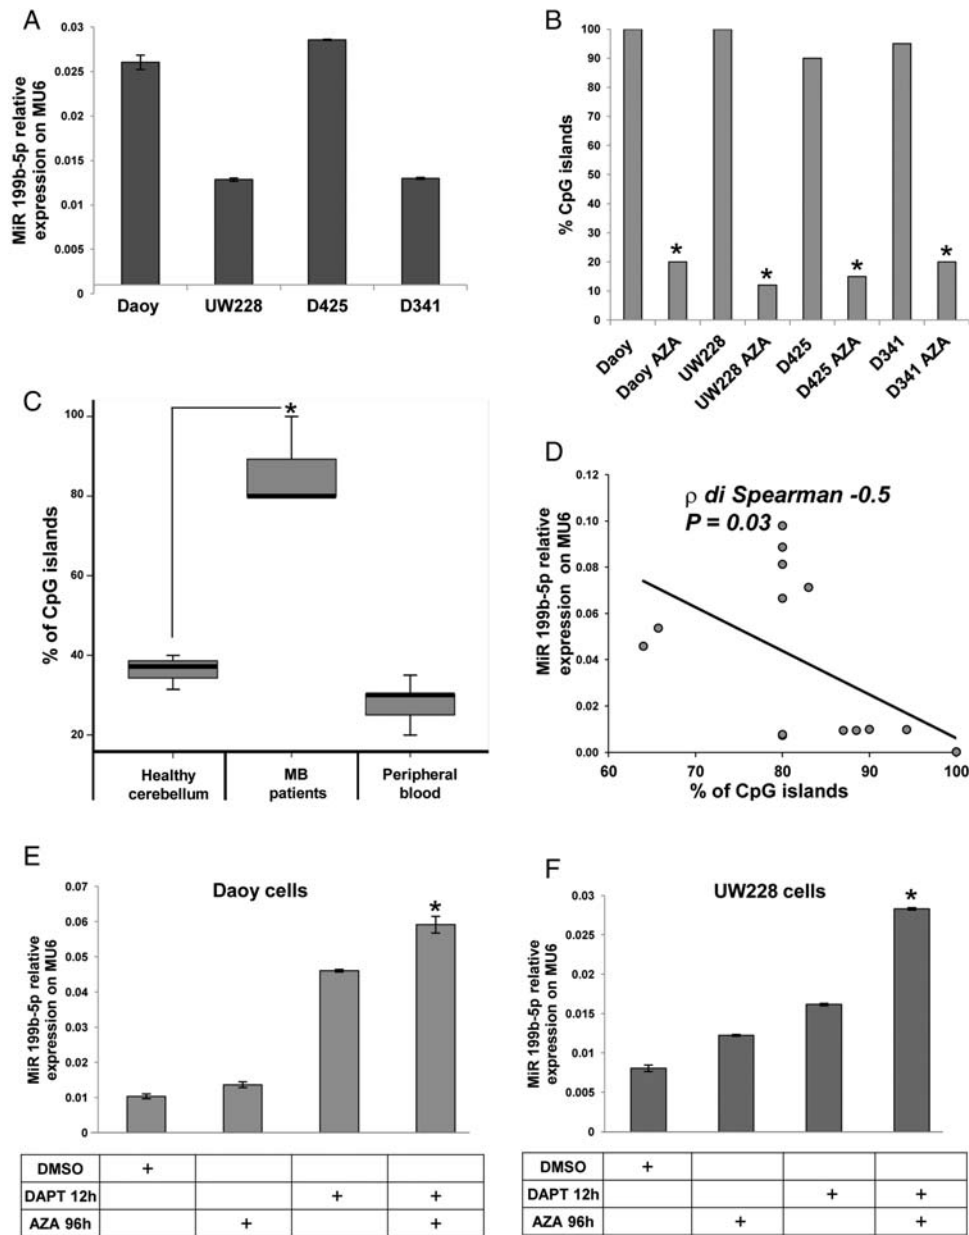 A
MiR 199b-5p relative
expression on MU6
0.03
0.025
0.02
0.015
0.01
0.005
0
Daoy UW228 D425 D341
B
% CpG islands
100
90
80
70
60
50
40
30
20
10
0
* * * *
Daoy
Daoy AZA
UW228
UW228 AZA
D425
D425 AZA
D341
D341 AZA
C
% of CpG islands
100
80
60
40
20
*
Healthy
cerebellum
MB
patients
Peripheral
blood
D
MiR 199b-5p relative
expression on MU6
0.12
0.10
0.08
0.06
0.04
0.02
0.00
ρ di Spearman -0.5
P = 0.03
60 70 80 90 100
% of CpG islands
E
Daoy cells
MiR 199b-5p relative
expression on MU6
0.07
0.06
0.05
0.04
0.03
0.02
0.01
0
*
DMSO +
DAPT 12h + +
AZA 96h + +
F
UW228 cells
MiR 199b-5p relative
expression on MU6
0.03
0.025
0.02
0.015
0.01
0.005
0
*
DMSO +
DAPT 12h + +
AZA 96h + +